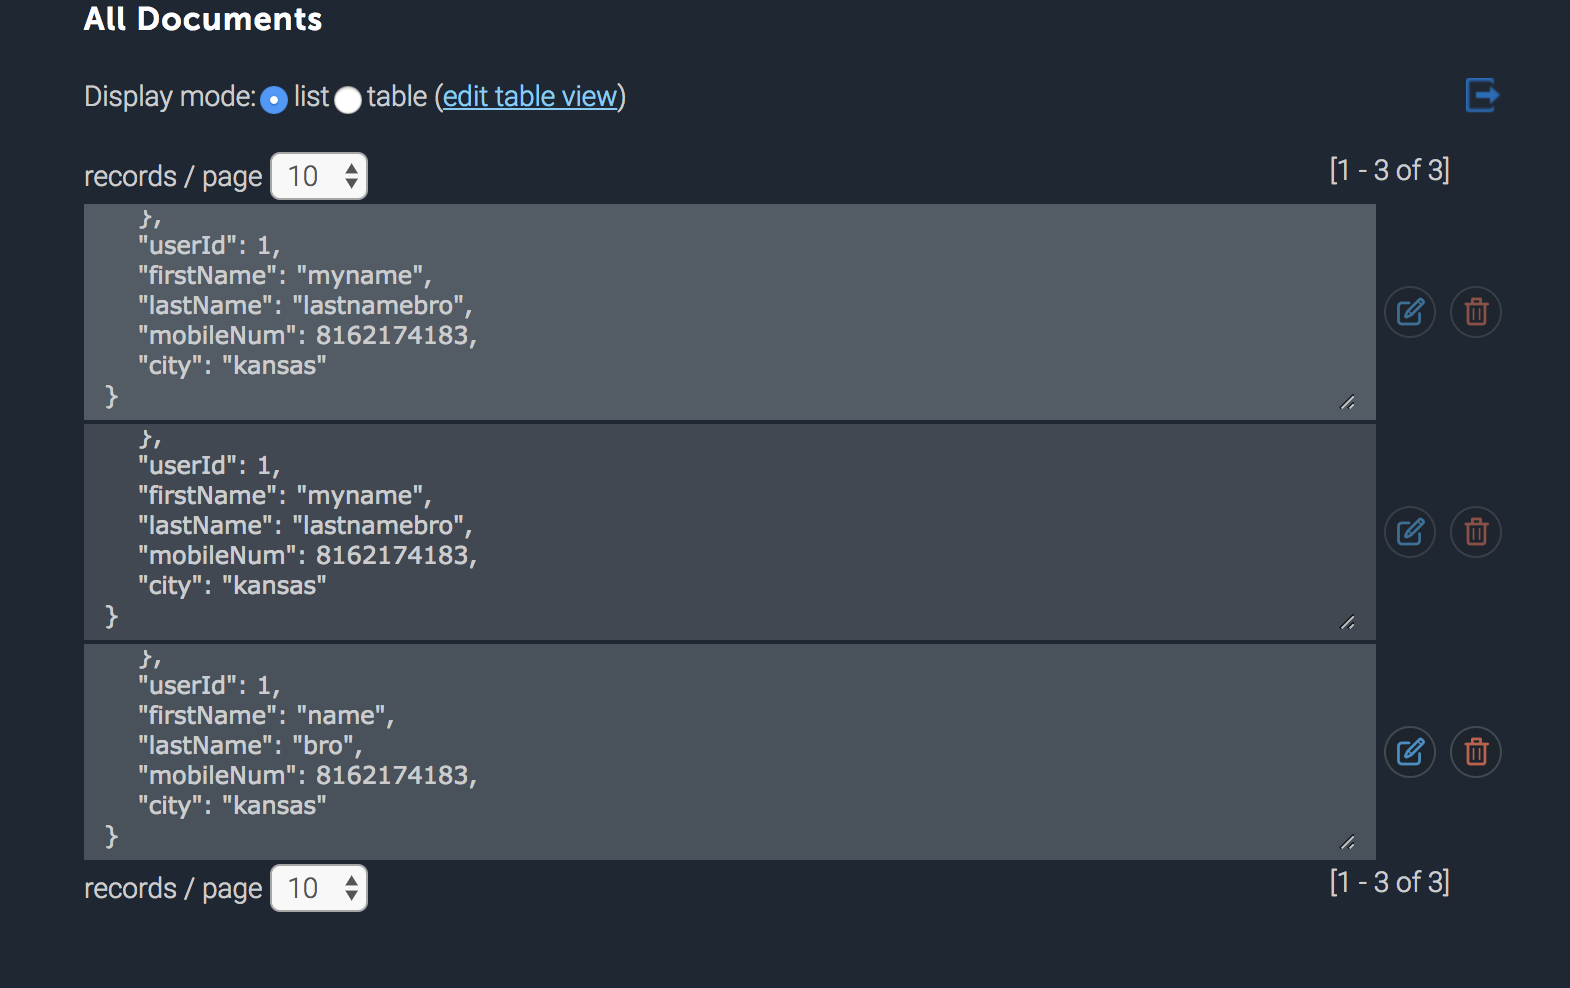 All Documents
Display mode: list table (edit table view)
records / page 10
[1 - 3 of 3]
},
"userId": 1,
"firstName": "myname",
"lastName": "lastnamebro",
"mobileNum": 8162174183,
"city": "kansas"
}
},
"userId": 1,
"firstName": "myname",
"lastName": "lastnamebro",
"mobileNum": 8162174183,
"city": "kansas"
}
},
"userId": 1,
"firstName": "name",
"lastName": "bro",
"mobileNum": 8162174183,
"city": "kansas"
}
records / page 10
[1 - 3 of 3]